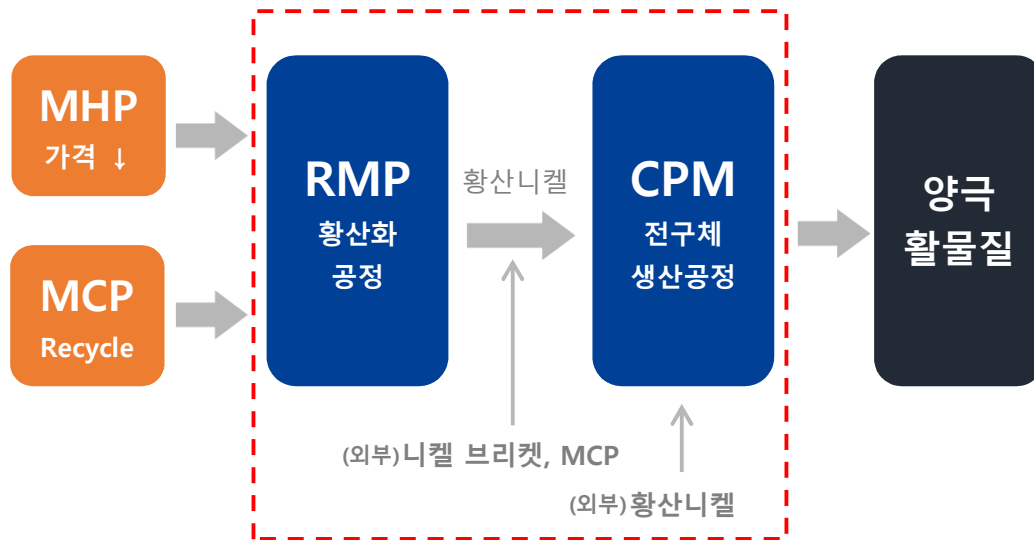 MHP
가격 ↓
MCP
Recycle
RMP
황산화
공정
황산니켈
CPM
전구체
생산공정
양극
활물질
(외부)니켈 브리켓, MCP
(외부)황산니켈